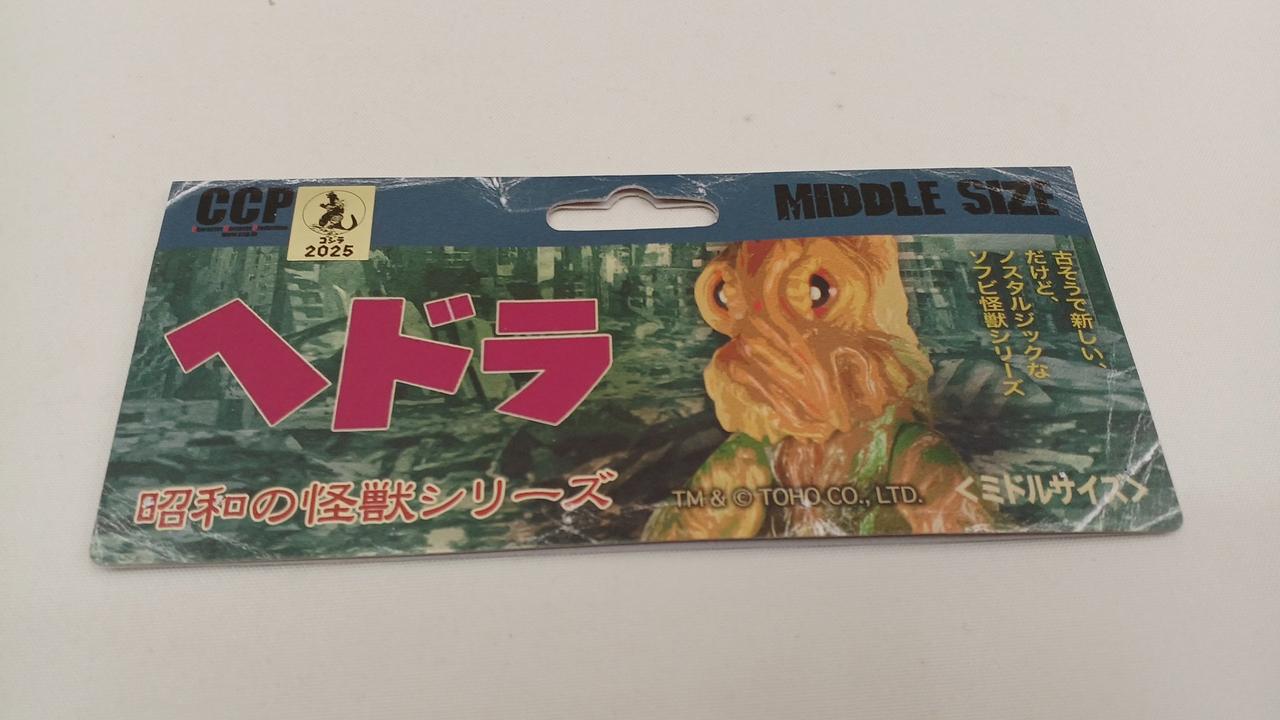 CCP
MIDDLE SIZE
ゴジラ
2025
古そうで新しい、
だけど、
ノスタルジックな
ソフビ怪獣シリーズ
ヘドラ
昭和の怪獣シリーズ
TM & © TOHO CO., LTD.
<ミドルサイズ>